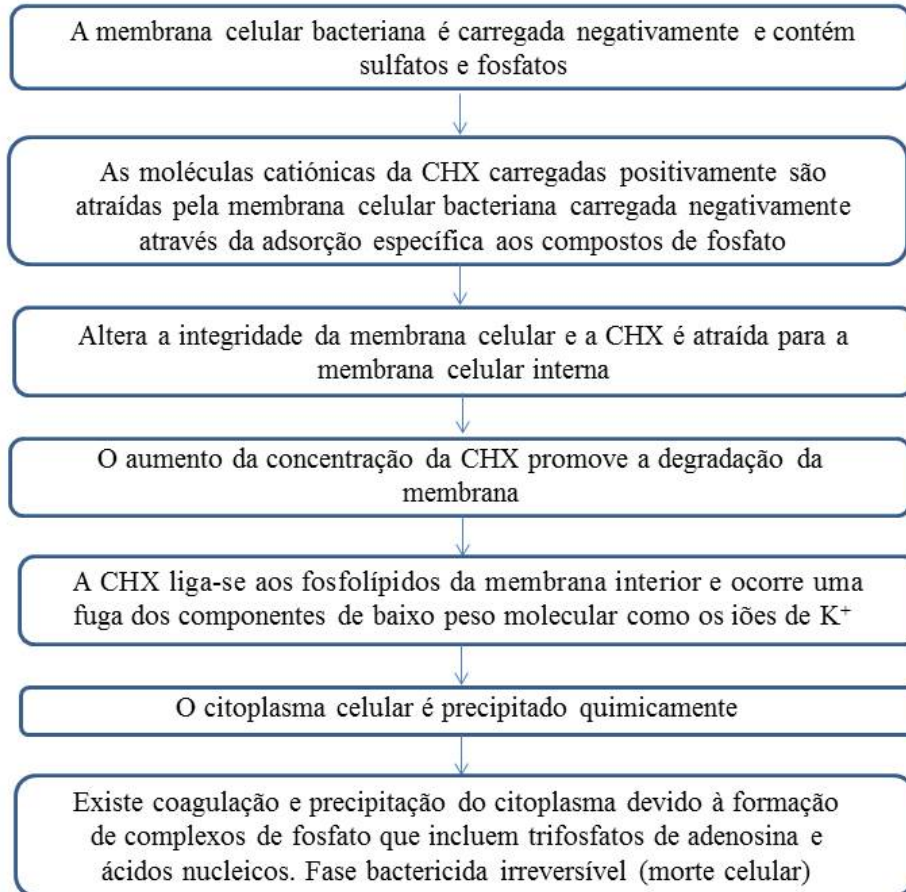 A membrana celular bacteriana é carregada negativamente e contém
sulfatos e fosfatos
As moléculas catiónicas da CHX carregadas positivamente são
atraídas pela membrana celular bacteriana carregada negativamente
através da adsorção específica aos compostos de fosfato
Altera a integridade da membrana celular e a CHX é atraída para a
membrana celular interna
O aumento da concentração da CHX promove a degradação da
membrana
A CHX liga-se aos fosfolípidos da membrana interior e ocorre uma
fuga dos componentes de baixo peso molecular como os iões de K⁺
O citoplasma celular é precipitado quimicamente
Existe coagulação e precipitação do citoplasma devido à formação
de complexos de fosfato que incluem trifosfatos de adenosina e
ácidos nucleicos. Fase bactericida irreversível (morte celular)